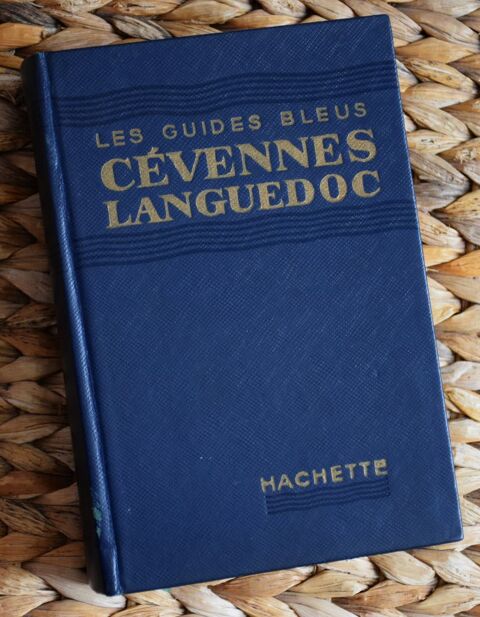 LES GUIDES BLEUS
CÉVENNES
LANGUEDOC
HACHETTE